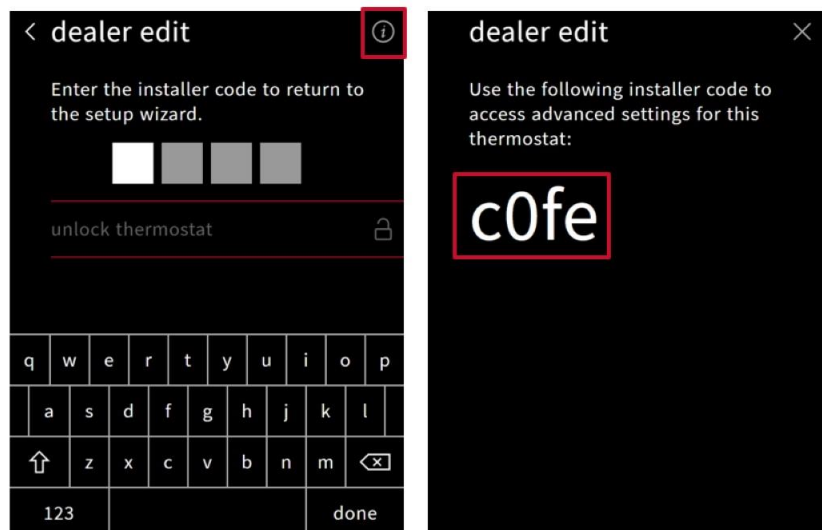 dealer edit
Enter the installer code to return to
the setup wizard.
unlock thermostat
q w e r t y u i o p
a s d f g h j k l
z x c v b n m
123 done
dealer edit
Use the following installer code to
access advanced settings for this
thermostat:
c0fe